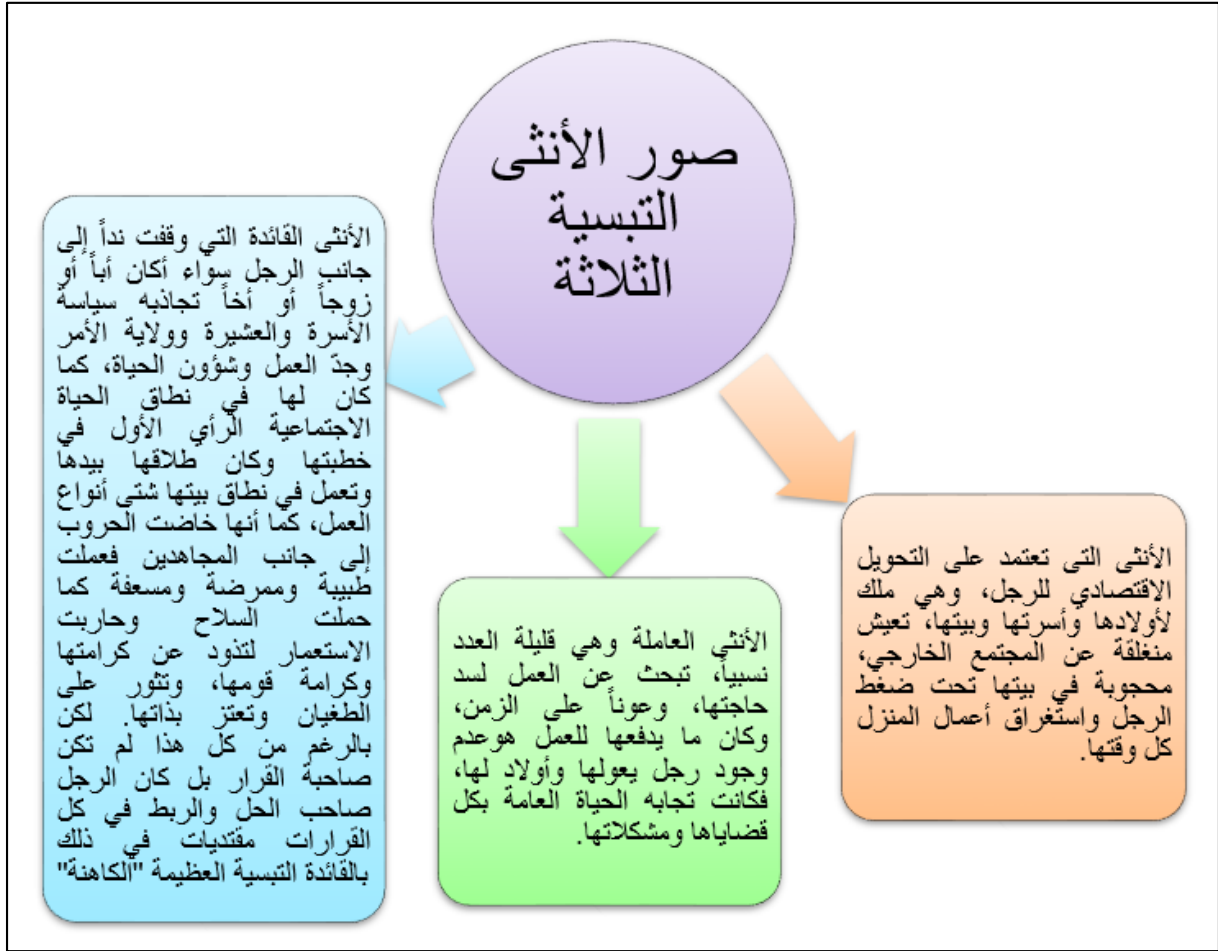 صور الأنثى
التبسية
الثلاثة
الأنثى التى تعتمد على التحويل
الاقتصادي للرجل، وهي ملك
لأولادها وأسرتها وبيتها، تعيش
منغلقة عن المجتمع الخارجي،
محجوبة في بيتها تحت ضغط
الرجل واستغراق أعمال المنزل
كل وقتها.
الأنثى العاملة وهي قليلة العدد
نسبياً، تبحث عن العمل لسد
حاجتها، وعوناً على الزمن،
وكان ما يدفعها للعمل هوعدم
وجود رجل يعولها وأولاد لها،
فكانت تجابه الحياة العامة بكل
قضاياها ومشكلاتها.
الأنثى القائدة التي وقفت نداً إلى
جانب الرجل سواء أكان أباً أو
زوجاً أو أخاً تجاذبه سياسة
الأسرة والعشيرة وولاية الأمر
وجدّ العمل وشؤون الحياة، كما
كان لها في نطاق الحياة
الاجتماعية الرأي الأول في
خطبتها وكان طلاقها بيدها
وتعمل في نطاق بيتها شتى أنواع
العمل، كما أنها خاضت الحروب
إلى جانب المجاهدين فعملت
طبيبة وممرضة ومسعفة كما
حملت السلاح وحاربت
الاستعمار لتذود عن كرامتها
وكرامة قومها، وتثور على
الطغيان وتعتز بذاتها. لكن
بالرغم من كل هذا لم تكن
صاحبة القرار بل كان الرجل
صاحب الحل والربط في كل
القرارات مقتديات في ذلك
بالقائدة التبسية العظيمة "الكاهنة"